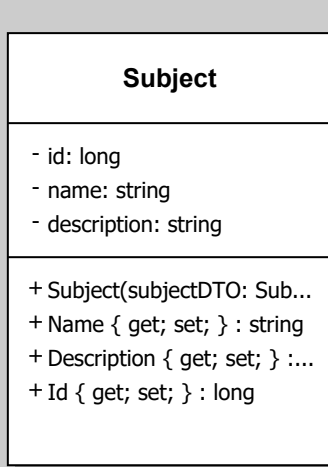 Subject
- id: long
- name: string
- description: string
+ Subject(subjectDTO: Sub...
+ Name { get; set; } : string
+ Description { get; set; } :...
+ Id { get; set; } : long